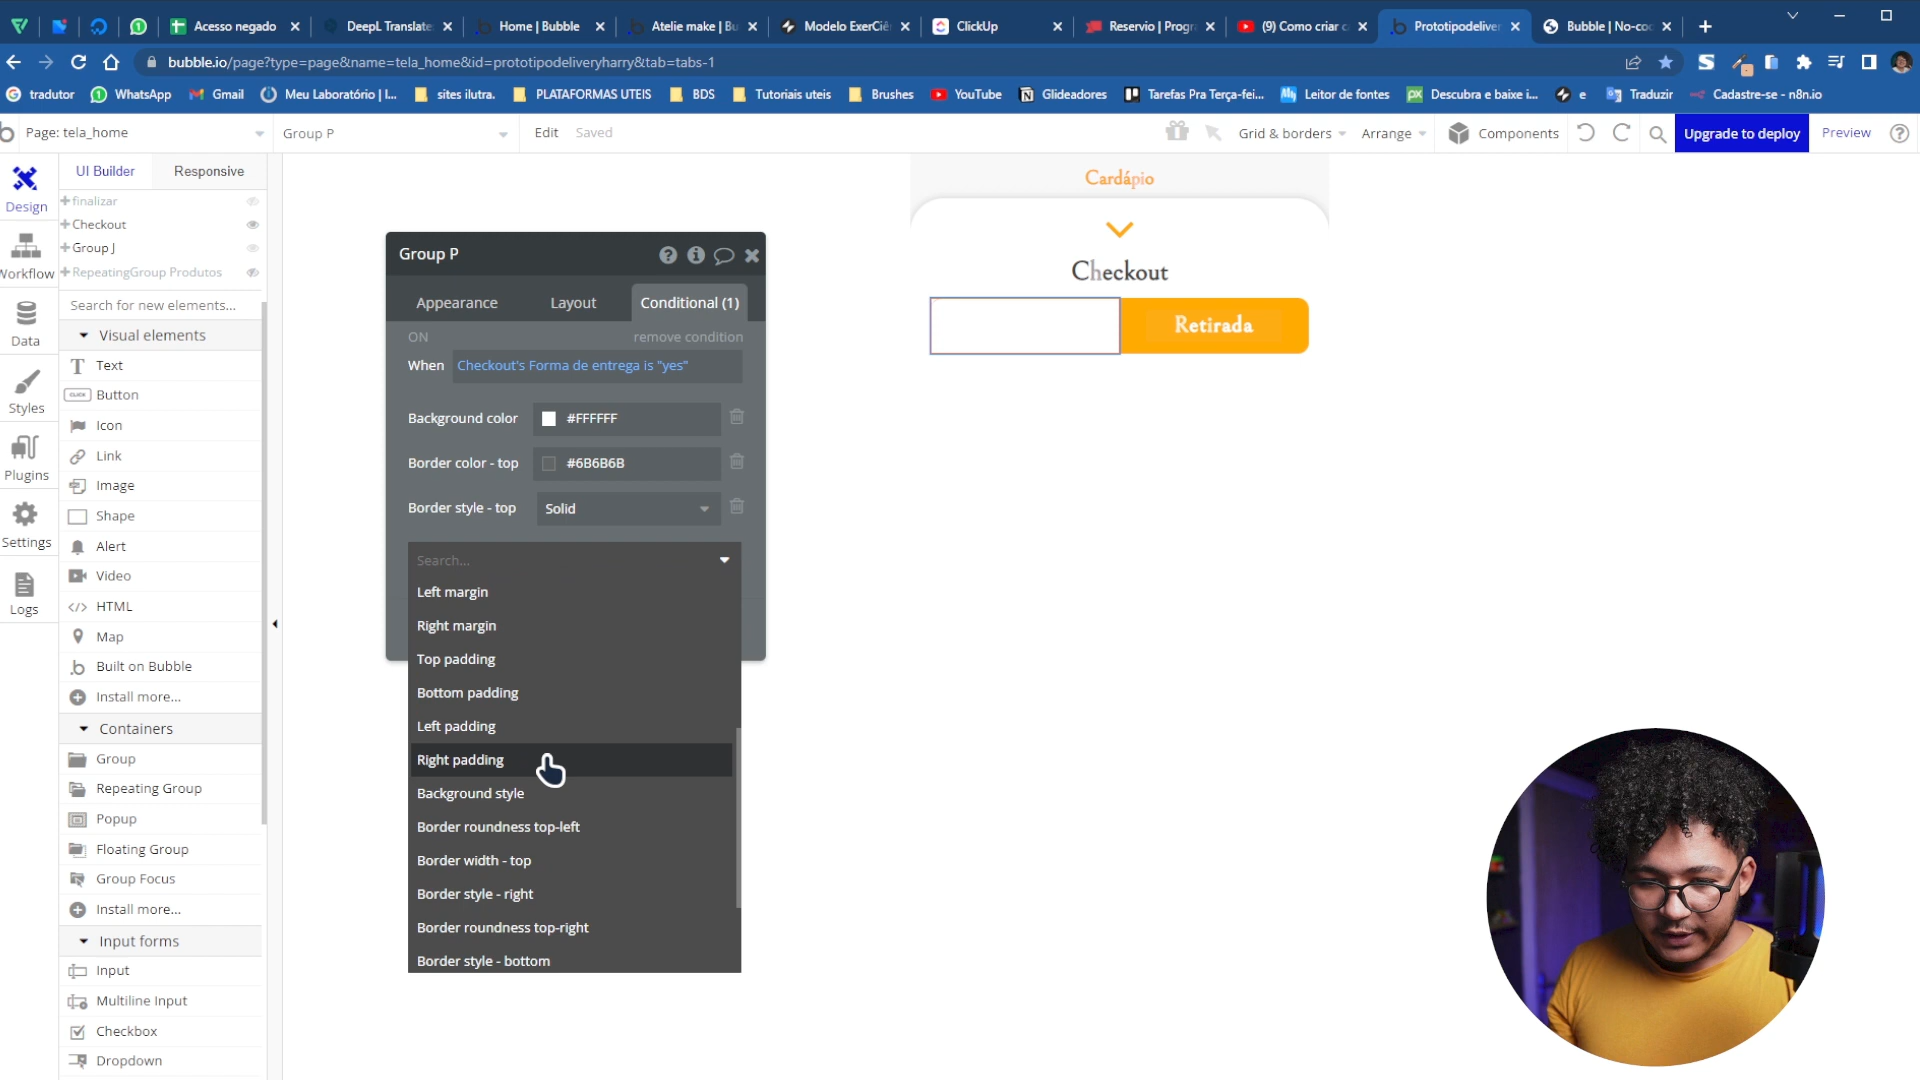 Acesso negado
DeepL Translate
Home | Bubble
Atelie make | Bu
Modelo ExerCiê
ClickUp
Reservio | Progr
(9) Como criar c
Prototipodeliver
Bubble | No-coc
bubble.io/page?type=page&name=tela_home&id=prototipodeliveryharry&tab=tabs-1
tradutor
WhatsApp
Gmail
Meu Laboratório | I...
sites ilutra.
PLATAFORMAS UTEIS
BDS
Tutoriais uteis
Brushes
YouTube
Glideadores
Tarefas Pra Terça-fei...
Leitor de fontes
Descubra e baixe i...
e
Traduzir
Cadastre-se - n8n.io
Page: tela_home
Group P
Edit
Saved
Grid & borders
Arrange
Components
Upgrade to deploy
Preview
UI Builder
Responsive
Design
Workflow
Data
Styles
Plugins
Settings
Logs
finalizar
Checkout
Group J
RepeatingGroup Produtos
Search for new elements...
Visual elements
Text
Button
Icon
Link
Image
Shape
Alert
Video
HTML
Map
Built on Bubble
Install more...
Containers
Group
Repeating Group
Popup
Floating Group
Group Focus
Install more...
Input forms
Input
Multiline Input
Checkbox
Dropdown
Group P
Appearance
Layout
Conditional (1)
ON
remove condition
When
Checkout's Forma de entrega is "yes"
Background color
#FFFFFF
Border color - top
#6B6B6B
Border style - top
Solid
Search...
Left margin
Right margin
Top padding
Bottom padding
Left padding
Right padding
Background style
Border roundness top-left
Border width - top
Border style - right
Border roundness top-right
Border style - bottom
Cardápio
Checkout
Retirada